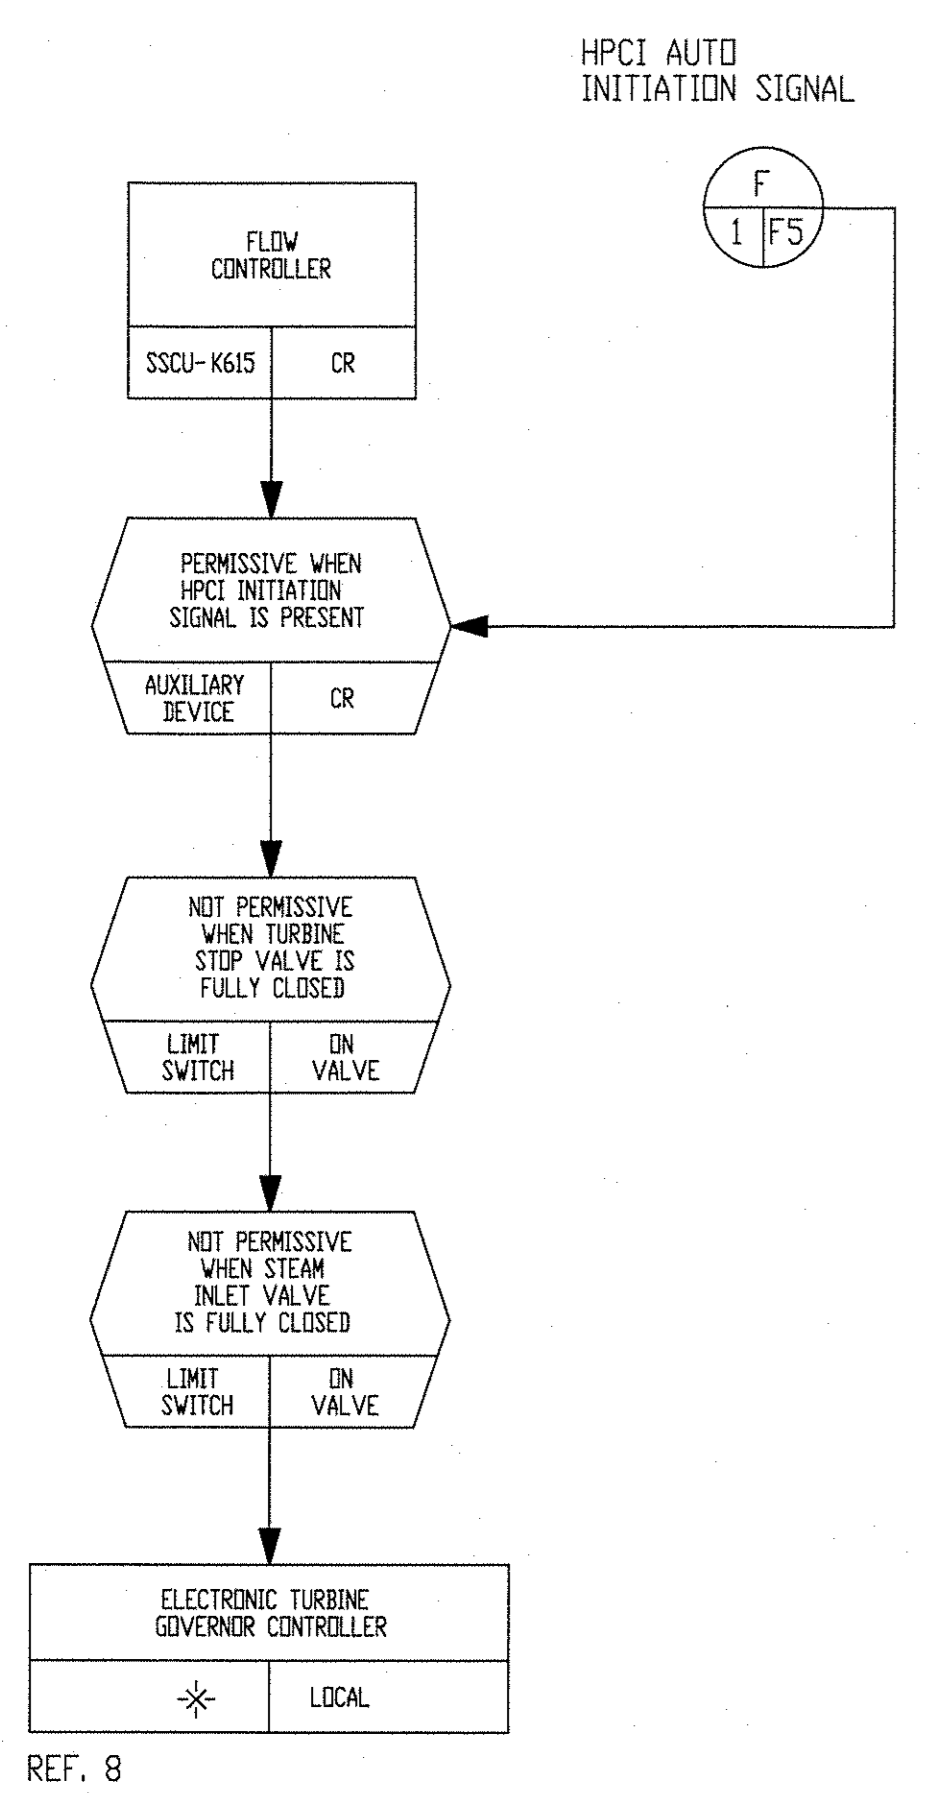 HPCI AUTO
INITIATION SIGNAL
F
1 F5
FLOW
CONTROLLER
SSCU-K615 CR
PERMISSIVE WHEN
HPCI INITIATION
SIGNAL IS PRESENT
AUXILIARY
DEVICE
CR
NOT PERMISSIVE
WHEN TURBINE
STOP VALVE IS
FULLY CLOSED
LIMIT
SWITCH
ON
VALVE
NOT PERMISSIVE
WHEN STEAM
INLET VALVE
IS FULLY CLOSED
LIMIT
SWITCH
ON
VALVE
ELECTRONIC TURBINE
GOVERNOR CONTROLLER
LOCAL
REF. 8